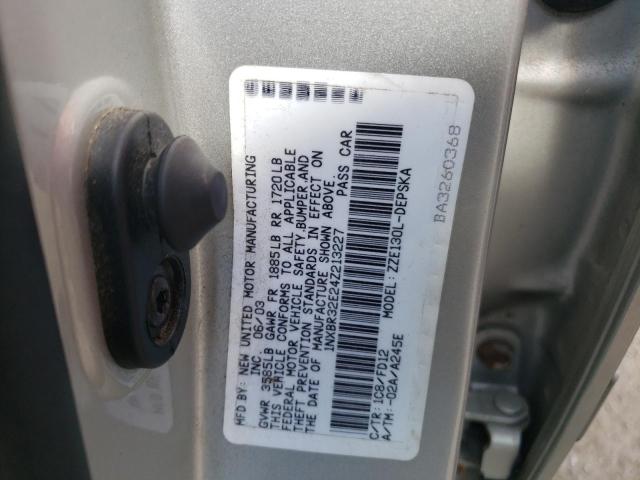 MFD BY: NEW UNITED MOTOR MANUFACTURING
INC. 06/03
GVWR 3585LB GAWR FR 1885LB RR 1720LB
THIS VEHICLE CONFORMS TO ALL APPLICABLE
FEDERAL MOTOR VEHICLE SAFETY,BUMPER,AND
THEFT PREVENTION STANDARDS IN EFFECT ON
THE DATE OF MANUFACTURE SHOWN ABOVE.
1NXBR32E24Z213227 PASS CAR
ZZE130L-DEPSKA
C/TR:1C8/FD12
A/TM:-02A/A245E
BA3260368